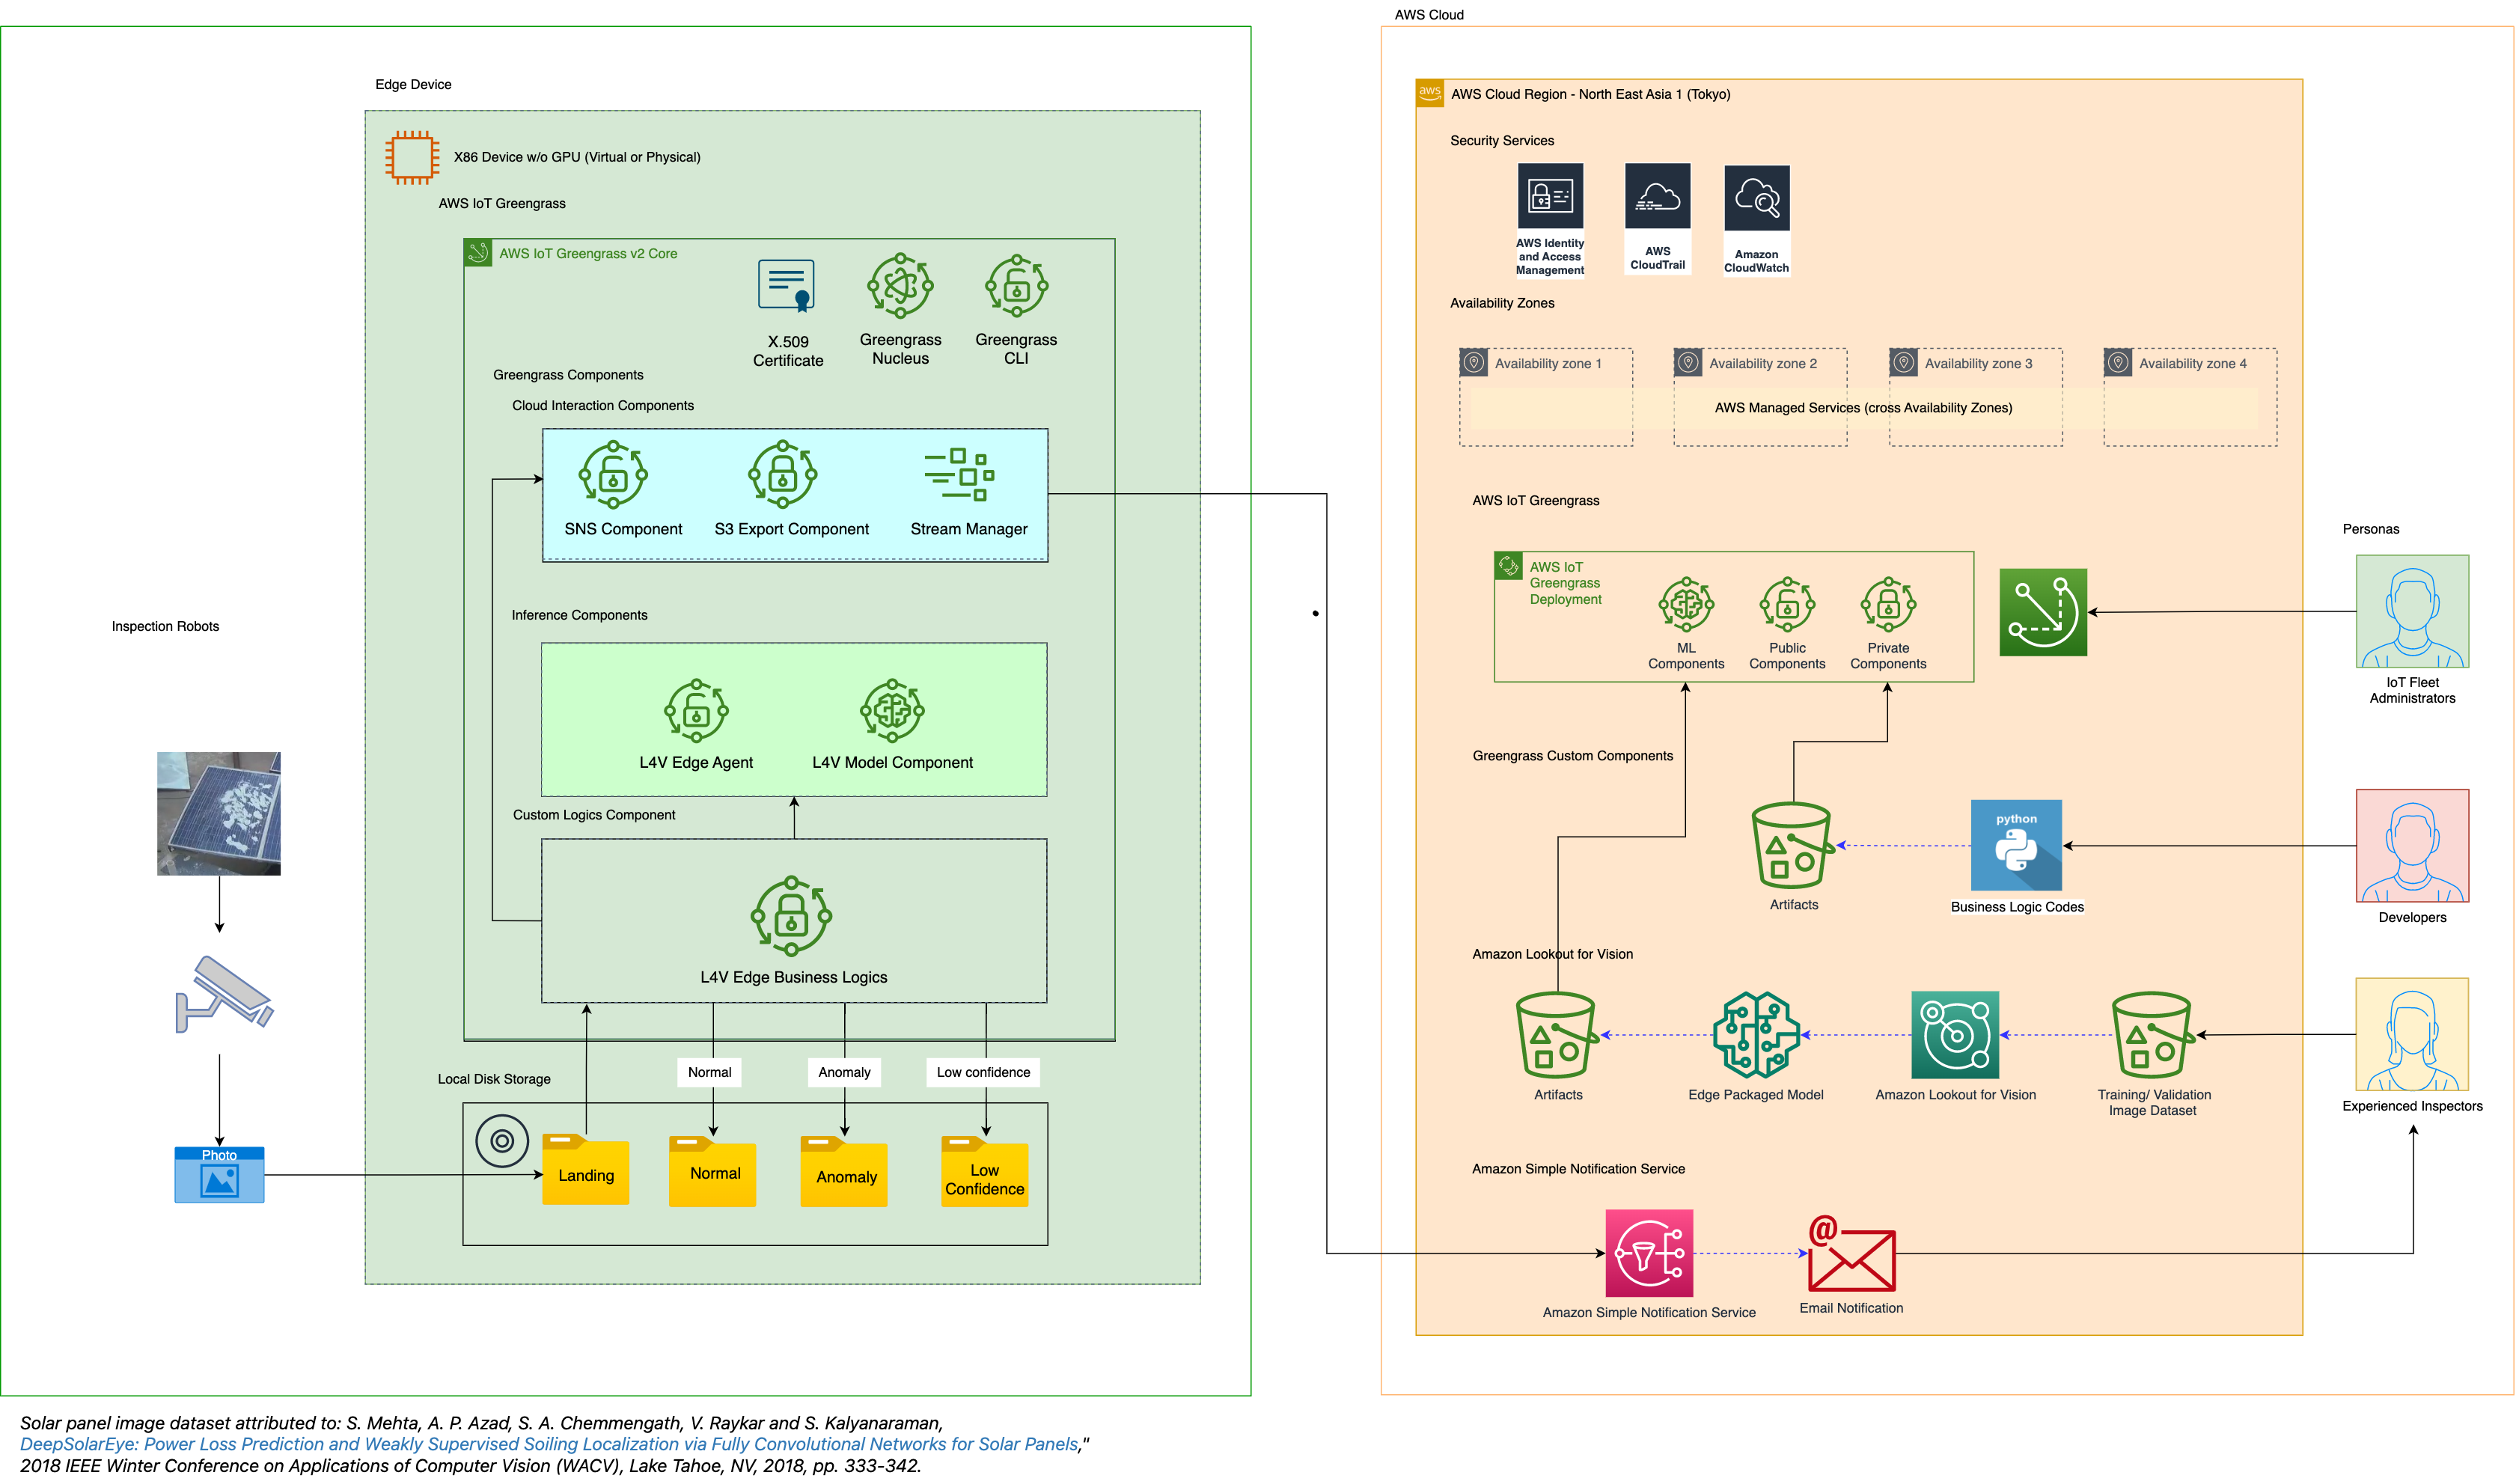 AWS Cloud
Edge Device
X86 Device w/o GPU (Virtual or Physical)
AWS IoT Greengrass
AWS IoT Greengrass v2 Core
X.509
Certificate
Greengrass
Nucleus
Greengrass
CLI
Greengrass Components
Cloud Interaction Components
SNS Component
S3 Export Component
Stream Manager
Inference Components
L4V Edge Agent
L4V Model Component
Custom Logics Component
L4V Edge Business Logics
Normal
Anomaly
Low confidence
Local Disk Storage
Landing
Normal
Anomaly
Low
Confidence
Inspection Robots
Photo
aws
AWS Cloud Region - North East Asia 1 (Tokyo)
Security Services
AWS Identity
and Access
Management
AWS
CloudTrail
Amazon
CloudWatch
Availability Zones
Availability zone 1
Availability zone 2
Availability zone 3
Availability zone 4
AWS Managed Services (cross Availability Zones)
AWS IoT Greengrass
AWS IoT
Greengrass
Deployment
ML
Components
Public
Components
Private
Components
Personas
IoT Fleet
Administrators
Greengrass Custom Components
Artifacts
python
Business Logic Codes
Developers
Amazon Lookout for Vision
Artifacts
Edge Packaged Model
Amazon Lookout for Vision
Training/ Validation
Image Dataset
Experienced Inspectors
Amazon Simple Notification Service
Amazon Simple Notification Service
@
Email Notification
Solar panel image dataset attributed to: S. Mehta, A. P. Azad, S. A. Chemmengath, V. Raykar and S. Kalyanaraman,
DeepSolarEye: Power Loss Prediction and Weakly Supervised Soiling Localization via Fully Convolutional Networks for Solar Panels,"
2018 IEEE Winter Conference on Applications of Computer Vision (WACV), Lake Tahoe, NV, 2018, pp. 333-342.